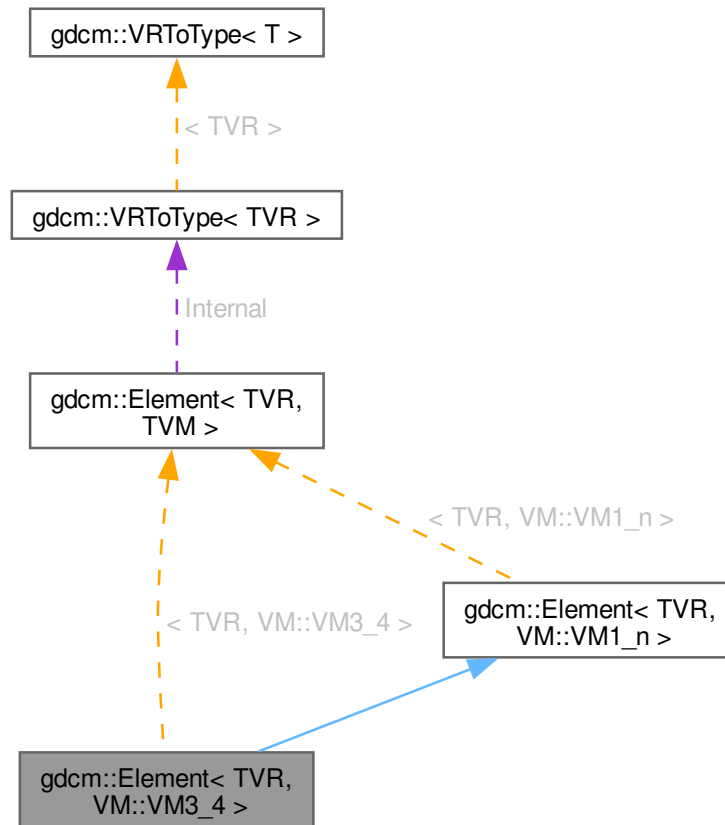 gdcm::VRToType< T >
< TVR >
gdcm::VRToType< TVR >
Internal
gdcm::Element< TVR,
TVM >
< TVR, VM::VM1_n >
gdcm::Element< TVR,
VM::VM1_n >
< TVR, VM::VM3_4 >
gdcm::Element< TVR,
VM::VM3_4 >